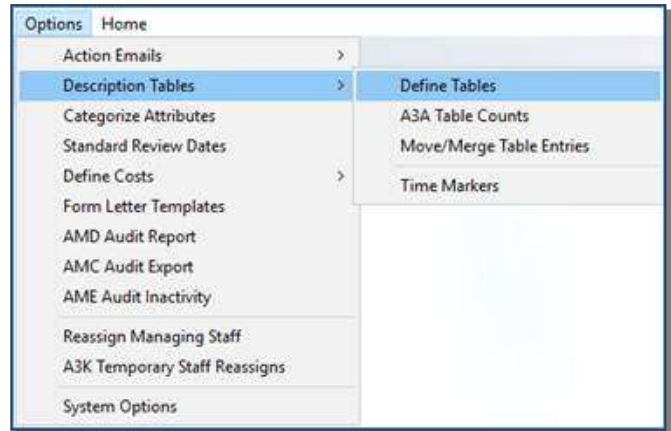 Options Home
Action Emails >
Description Tables >
Define Tables
A3A Table Counts
Move/Merge Table Entries
Time Markers
Categorize Attributes
Standard Review Dates
Define Costs >
Form Letter Templates
AMD Audit Report
AMC Audit Export
AME Audit Inactivity
Reassign Managing Staff
A3K Temporary Staff Reassigns
System Options